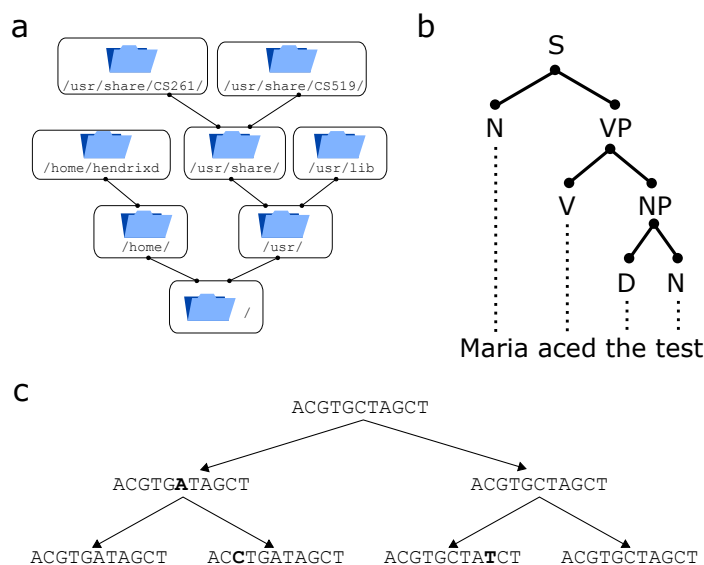 a
/usr/share/CS261/ /usr/share/CS519/
/home/hendrixd /usr/share/ /usr/lib
/home/ /usr/
/
b
S
N VP
V NP
D N
Maria aced the test
c
ACGTGCTAGCT
ACGTGATAGCT ACGTGCTAGCT
ACGTGATAGCT ACCTGATAGCT ACGTGCTATCT ACGTGCTAGCT